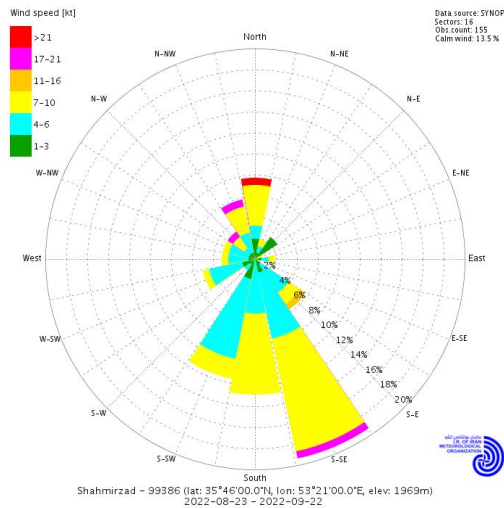 Wind speed [kt]
>21
17-21
11-16
7-10
4-6
1-3
Data source: SYNOP
Sectors: 16
Obs.count: 155
Calm wind: 13.5 %
North
N-NW
N-NE
N-W
N-E
W-NW
E-NE
West
East
2%
4%
6%
8%
10%
12%
14%
16%
18%
20%
W-SW
E-SE
S-W
S-E
S-SW
S-SE
South
I.R. OF IRAN
METEOROLOGICAL
ORGANIZATION
Shahmirzad - 99386 (lat: 35°46'00.0"N, lon: 53°21'00.0"E, elev: 1969m)
2022-08-23 - 2022-09-22